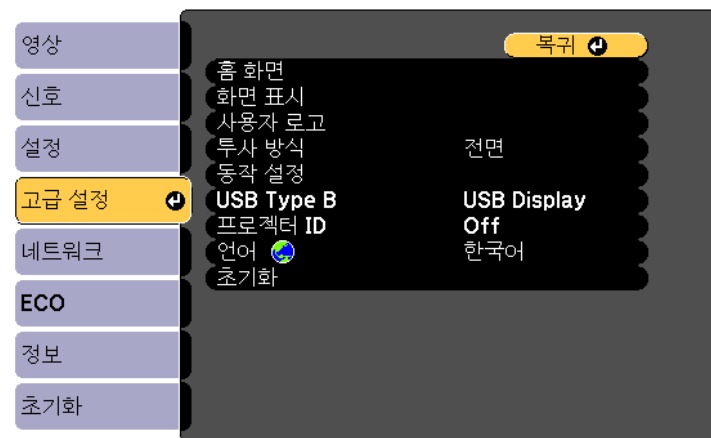 영상
신호
설정
고급 설정
네트워크
ECO
정보
초기화
복귀
홈 화면
화면 표시
사용자 로고
투사 방식 전면
동작 설정
USB Type B USB Display
프로젝터 ID Off
언어 한국어
초기화